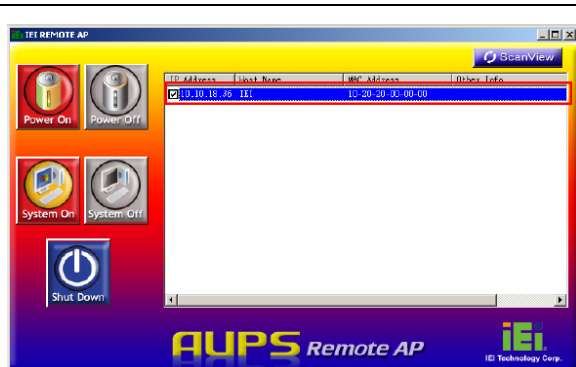 IEI REMOTE AP
ScanView
IP Address Host Name MAC Address Other Info
10.10.18.36 IEI 10-20-20-00-00-00
Power On Power Off
System On System Off
Shut Down
AUPS Remote AP
iEi
IEI Technology Corp.